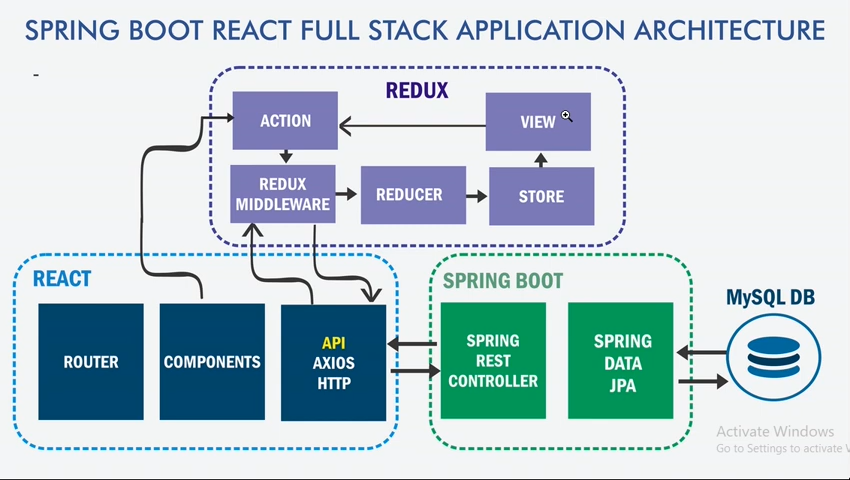 SPRING BOOT REACT FULL STACK APPLICATION ARCHITECTURE
-
REDUX
ACTION
VIEW
REDUX
MIDDLEWARE
REDUCER
STORE
REACT
ROUTER
COMPONENTS
API
AXIOS
HTTP
SPRING BOOT
SPRING
REST
CONTROLLER
SPRING
DATA
JPA
MySQL DB
Activate Windows
Go to Settings to activate